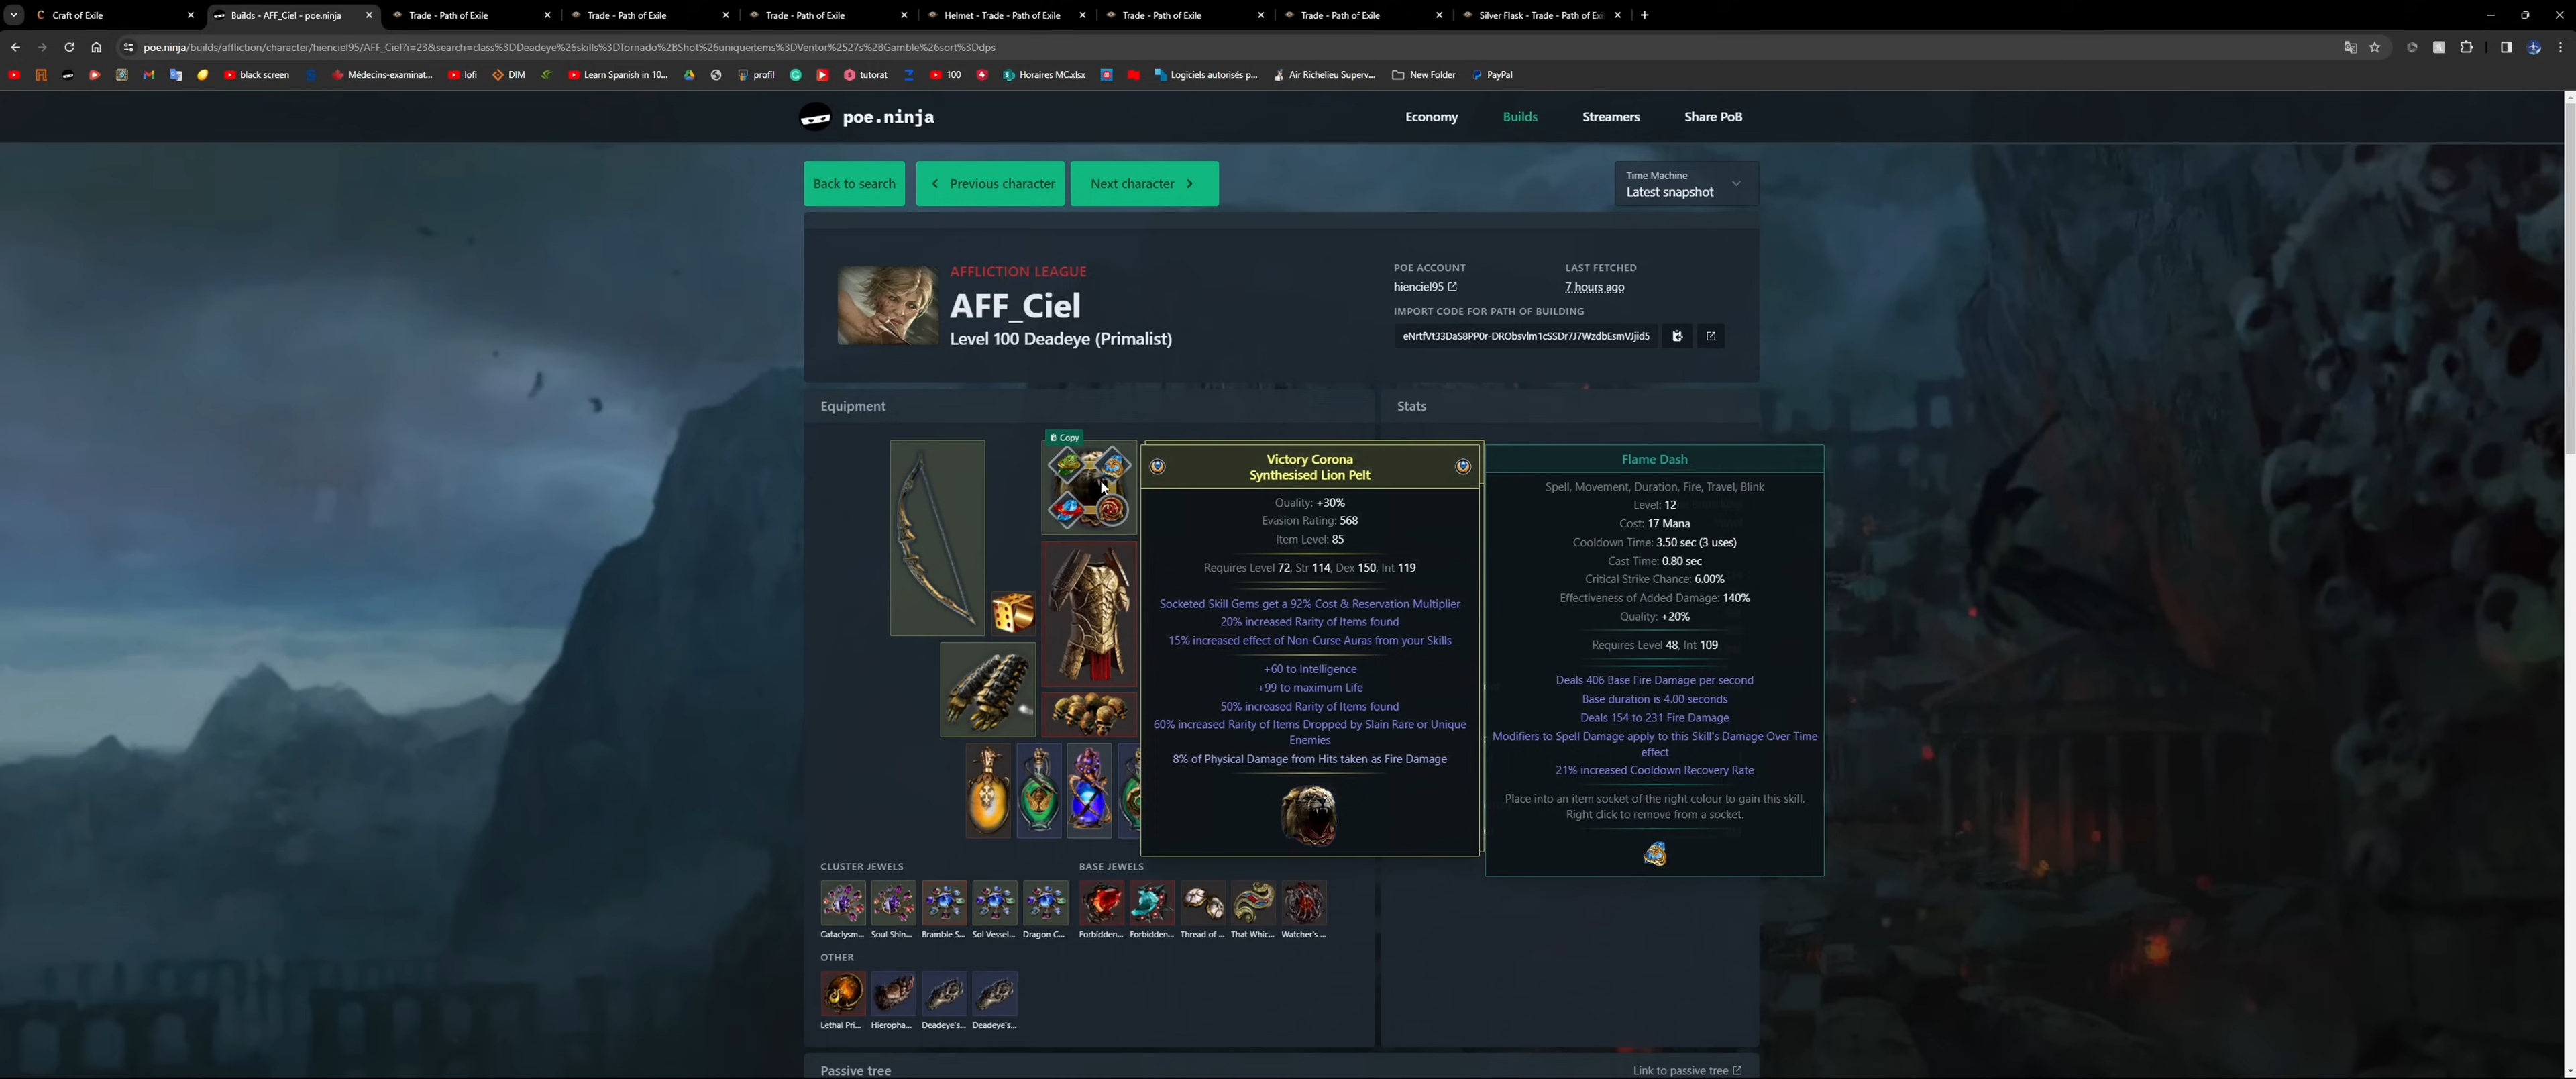 Craft of Exile
Builds - AFF_Ciel - poe.ninja
Trade - Path of Exile
Trade - Path of Exile
Trade - Path of Exile
Helmet - Trade - Path of Exile
Trade - Path of Exile
Trade - Path of Exile
Silver Flask - Trade - Path of Exi
poe.ninja/builds/affliction/character/hienciel95/AFF_Ciel?i=23&search=class%3DDeadeye%26skills%3DTornado%2BShot%26uniqueitems%3DVentor%2527s%2BGamble%26sort%3Ddps
black screen
Médecins-examinat...
lofi
DIM
Learn Spanish in 10...
profil
tutorat
100
Horaires MC.xlsx
Logiciels autorisés p...
Air Richelieu Superv...
New Folder
PayPal
poe.ninja
Economy
Builds
Streamers
Share PoB
Back to search
Previous character
Next character
Time Machine
Latest snapshot
AFFLICTION LEAGUE
AFF_Ciel
Level 100 Deadeye (Primalist)
POE ACCOUNT
hienciel95
LAST FETCHED
7 hours ago
IMPORT CODE FOR PATH OF BUILDING
Equipment
Stats
Copy
Victory Corona
Synthesised Lion Pelt
Quality: +30%
Evasion Rating: 568
Item Level: 85
Requires Level 72, Str 114, Dex 150, Int 119
Socketed Skill Gems get a 92% Cost & Reservation Multiplier
20% increased Rarity of Items found
15% increased effect of Non-Curse Auras from your Skills
+60 to Intelligence
+99 to maximum Life
50% increased Rarity of Items found
60% increased Rarity of Items Dropped by Slain Rare or Unique
Enemies
8% of Physical Damage from Hits taken as Fire Damage
Flame Dash
Spell, Movement, Duration, Fire, Travel, Blink
Level: 12
Cost: 17 Mana
Cooldown Time: 3.50 sec (3 uses)
Cast Time: 0.80 sec
Critical Strike Chance: 6.00%
Effectiveness of Added Damage: 140%
Quality: +20%
Requires Level 48, Int 109
Deals 406 Base Fire Damage per second
Base duration is 4.00 seconds
Deals 154 to 231 Fire Damage
Modifiers to Spell Damage apply to this Skill's Damage Over Time
effect
21% increased Cooldown Recovery Rate
Place into an item socket of the right colour to gain this skill.
Right click to remove from a socket.
CLUSTER JEWELS
Cataclysm...
Soul Shin...
Bramble S...
Sol Vessel...
Dragon C...
BASE JEWELS
Forbidden...
Forbidden...
Thread of ...
That Whic...
Watcher's ...
OTHER
Lethal Pri...
Hieropha...
Deadeye's...
Deadeye's...
Passive tree
Link to passive tree